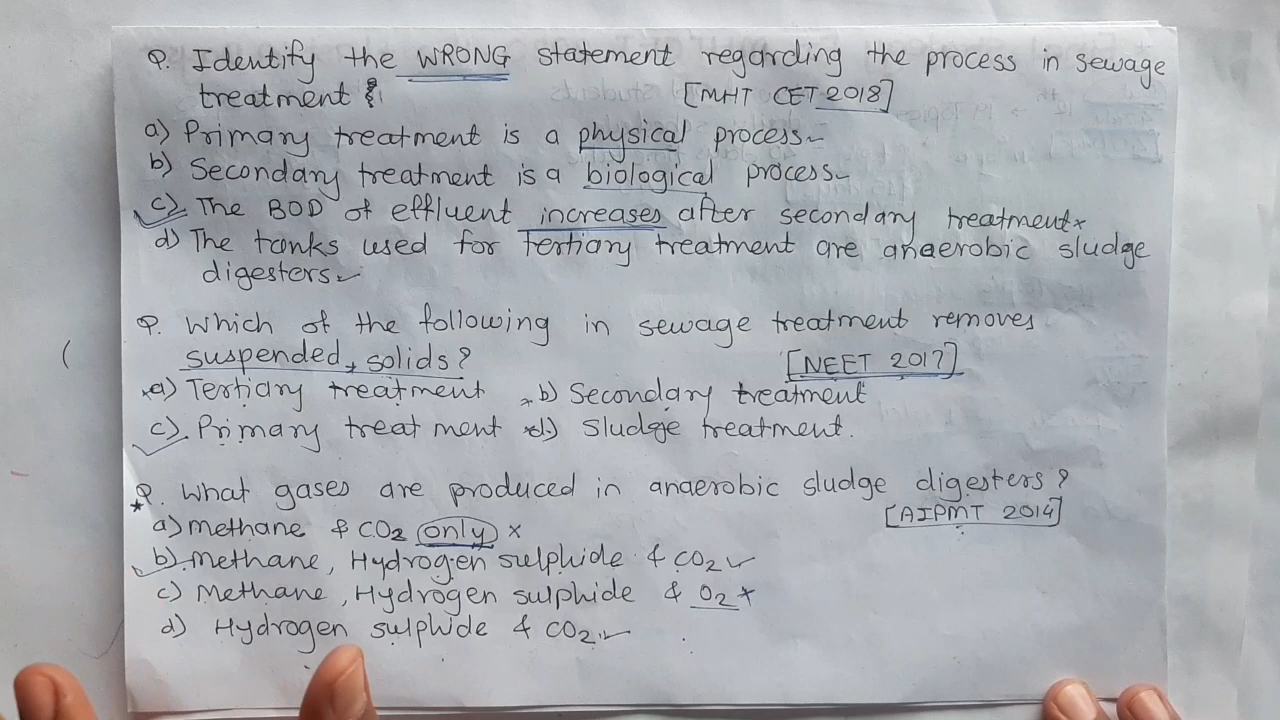 Q. Identify the WRONG statement regarding the process in sewage
treatment :
[MHT CET 2018]
a) Primary treatment is a physical process
b) Secondary treatment is a biological process
c) The BOD of effluent increases after secondary treatment
d) The tanks used for tertiary treatment are anaerobic sludge
digesters
Q. Which of the following in sewage treatment removes
suspended solids?
[NEET 2017]
a) Tertiary treatment b) Secondary treatment
c) Primary treatment d) Sludge treatment.
Q. What gases are produced in anaerobic sludge digesters?
[AIPMT 2014]
a) methane & CO2 only
b) Methane, Hydrogen sulphide & CO2
c) Methane, Hydrogen sulphide & O2
d) Hydrogen sulphide & CO2